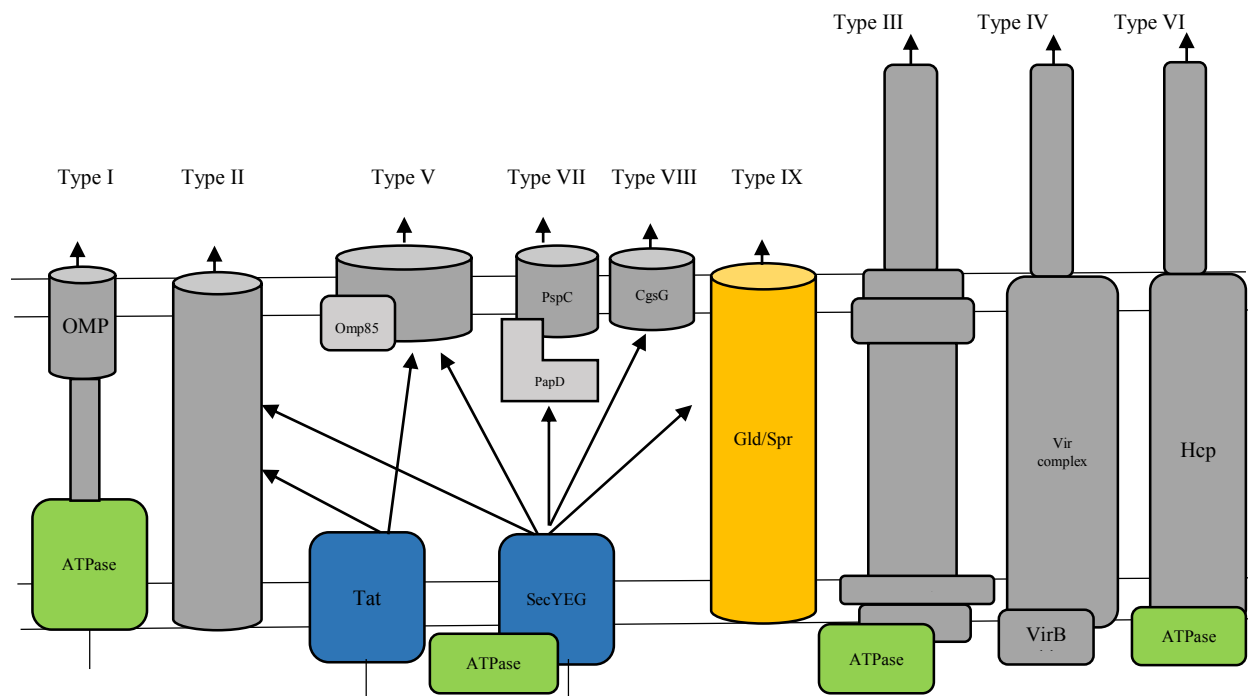 Type III
Type IV
Type VI
Type I
Type II
Type V
Type VII
Type VIII
Type IX
OMP
Omp85
PspC
CgsG
PapD
Gld/Spr
Vir
complex
Hcp
ATPase
Tat
SecYEG
ATPase
ATPase
VirB
ATPase